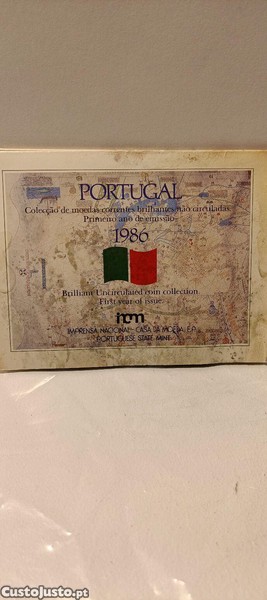 PORTUGAL
Colecção de moedas correntes brilhantes não circuladas.
Primeiro ano de emissão
1986
Brilliant Uncirculated coin collection.
First year of issue
incm
IMPRENSA NACIONAL-CASA DA MOEDA, E.P.
PORTUGUESE STATE MINT
CustoJusto.pt